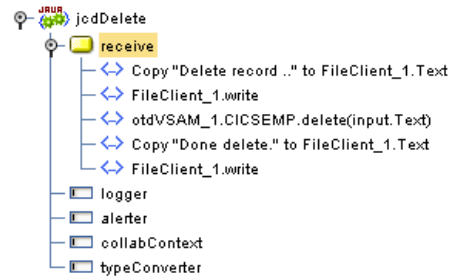 JAVA
jcdDelete
receive
Copy "Delete record .." to FileClient_1.Text
FileClient_1.write
otdVSAM_1.CICSEMP.delete(input.Text)
Copy "Done delete." to FileClient_1.Text
FileClient_1.write
logger
alerter
collabContext
typeConverter